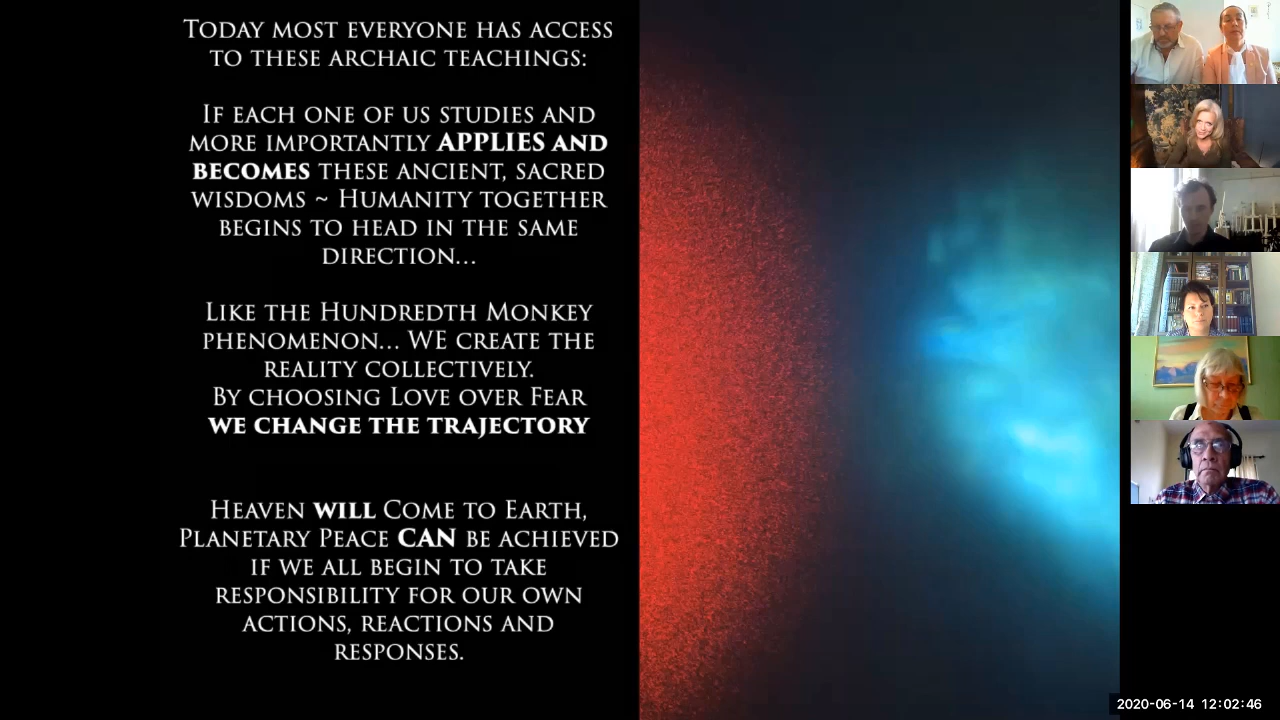 Today most everyone has access
to these archaic teachings:
If each one of us studies and
more importantly APPLIES and
becomes these ancient, sacred
wisdoms ~ Humanity together
begins to head in the same
direction...
Like the Hundredth Monkey
phenomenon... WE create the
reality collectively.
By choosing Love over Fear
we change the trajectory
Heaven will Come to Earth,
Planetary Peace CAN be achieved
if we all begin to take
responsibility for our own
actions, reactions and
responses.
2020-06-14 12:02:46